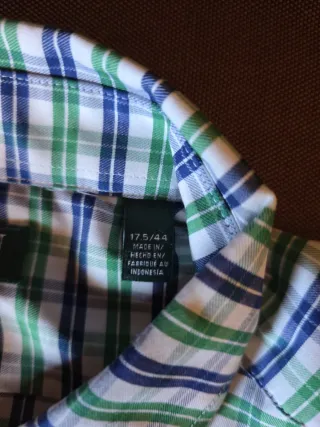 17.5/44
MADE IN/
HECHO EN/
FABRIQUÉ AU
INDONESIA